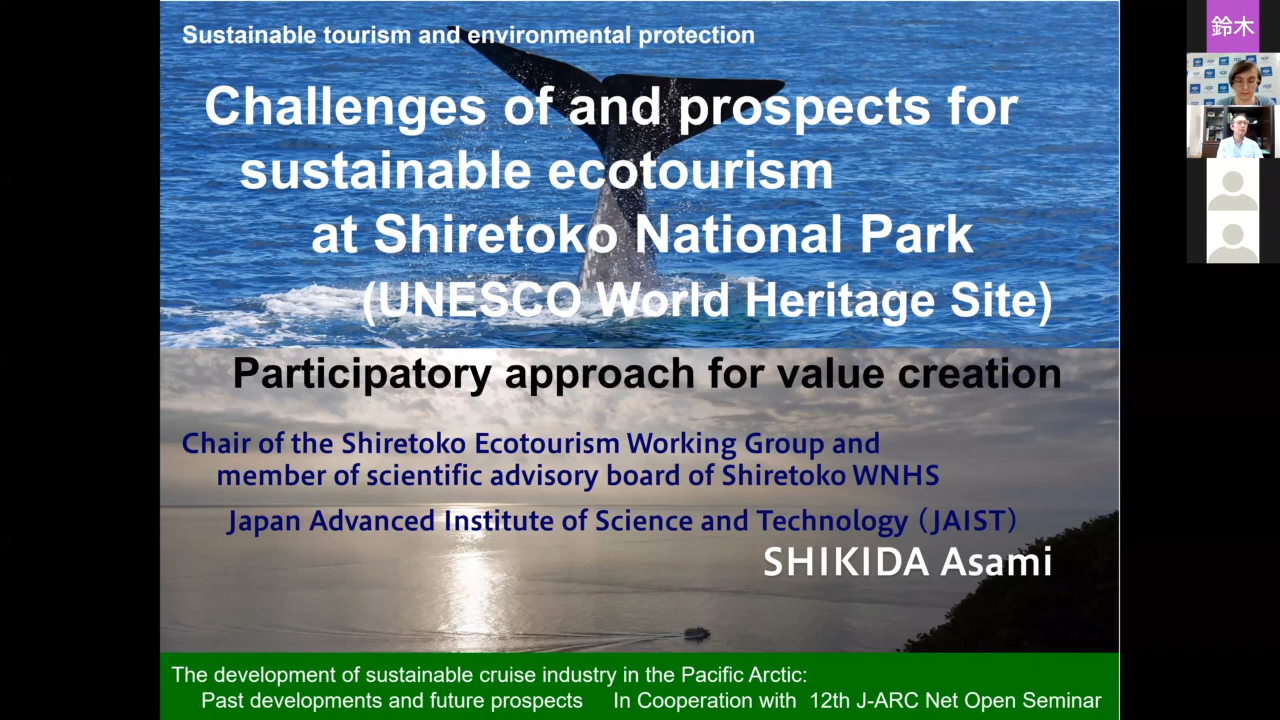 Sustainable tourism and environmental protection
Challenges of and prospects for
sustainable ecotourism
at Shiretoko National Park
(UNESCO World Heritage Site)
Participatory approach for value creation
Chair of the Shiretoko Ecotourism Working Group and
member of scientific advisory board of Shiretoko WNHS
Japan Advanced Institute of Science and Technology（JAIST）
SHIKIDA Asami
The development of sustainable cruise industry in the Pacific Arctic:
Past developments and future prospects In Cooperation with 12th J-ARC Net Open Seminar
鈴木